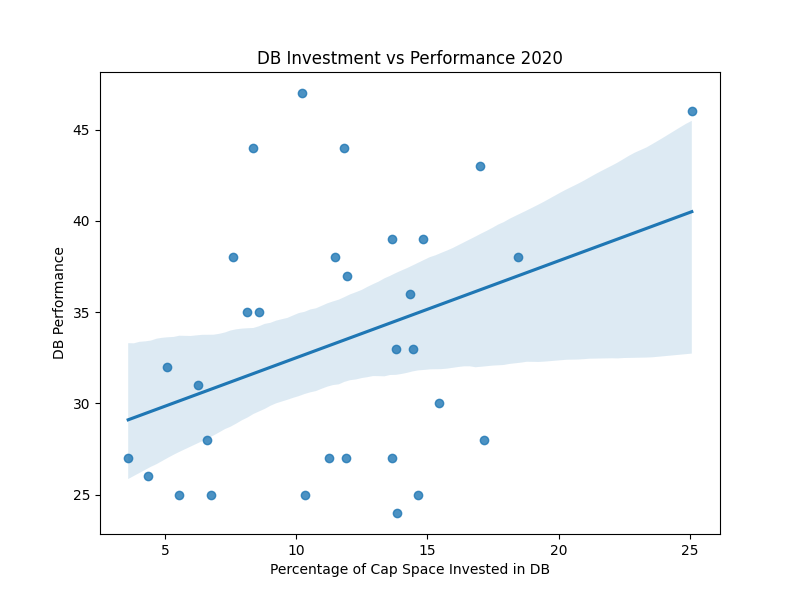 DB Investment vs Performance 2020
45
40
35
30
25
DB Performance
5 10 15 20 25
Percentage of Cap Space Invested in DB